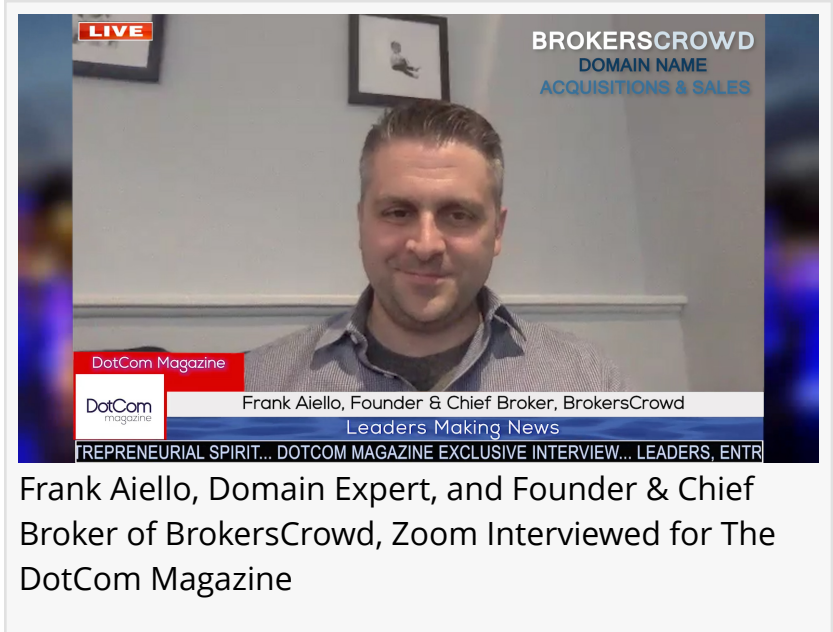 LIVE
BROKERSCROWD
DOMAIN NAME
ACQUISITIONS & SALES
DotCom Magazine
DotCom
magazine
Frank Aiello, Founder & Chief Broker, BrokersCrowd
Leaders Making News
TREPRENEURIAL SPIRIT... DOTCOM MAGAZINE EXCLUSIVE INTERVIEW... LEADERS, ENTR
Frank Aiello, Domain Expert, and Founder & Chief
Broker of BrokersCrowd, Zoom Interviewed for The
DotCom Magazine